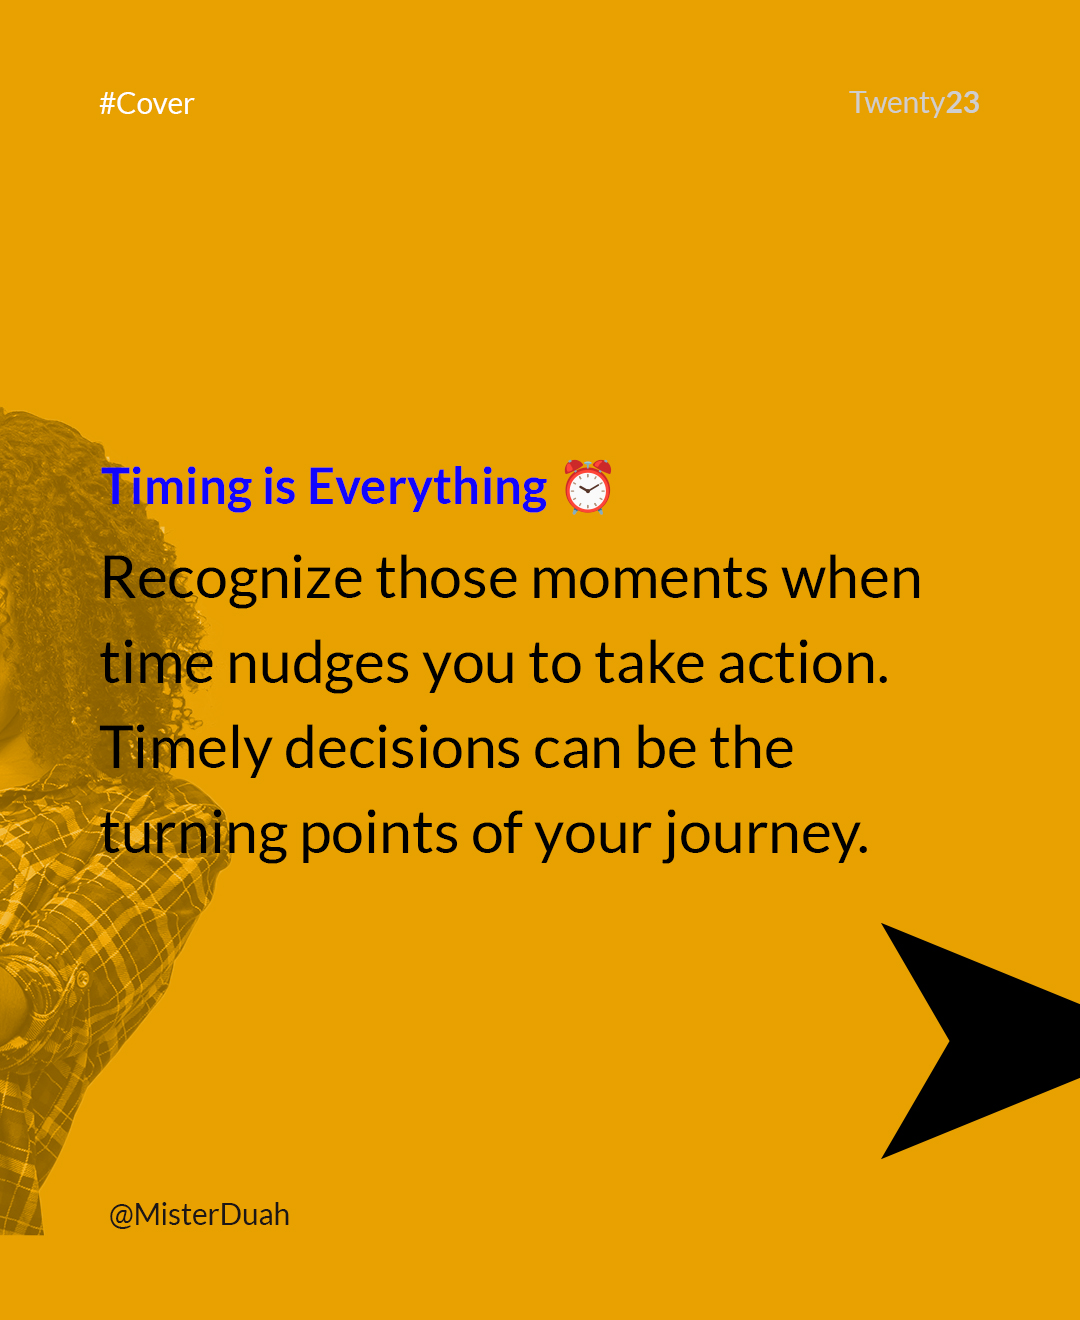 #Cover
Twenty23
Timing is Everything ⏰
Recognize those moments when
time nudges you to take action.
Timely decisions can be the
turning points of your journey.
@MisterDuah